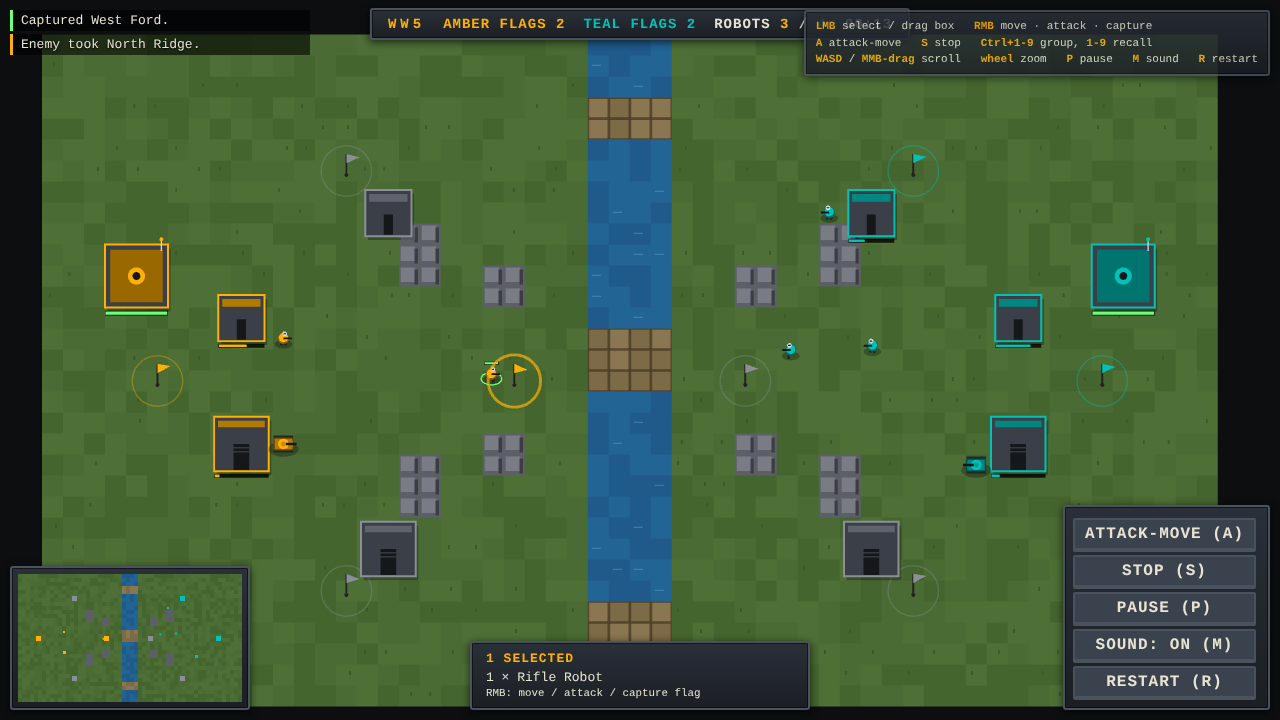 Captured West Ford.
Enemy took North Ridge.
WW5 AMBER FLAGS 2 TEAL FLAGS 2 ROBOTS 3 /
LMB select / drag box RMB move · attack · capture
A attack-move S stop Ctrl+1-9 group, 1-9 recall
WASD / MMB-drag scroll wheel zoom P pause M sound R restart
ATTACK-MOVE (A)
STOP (S)
PAUSE (P)
SOUND: ON (M)
RESTART (R)
1 SELECTED
1 × Rifle Robot
RMB: move / attack / capture flag